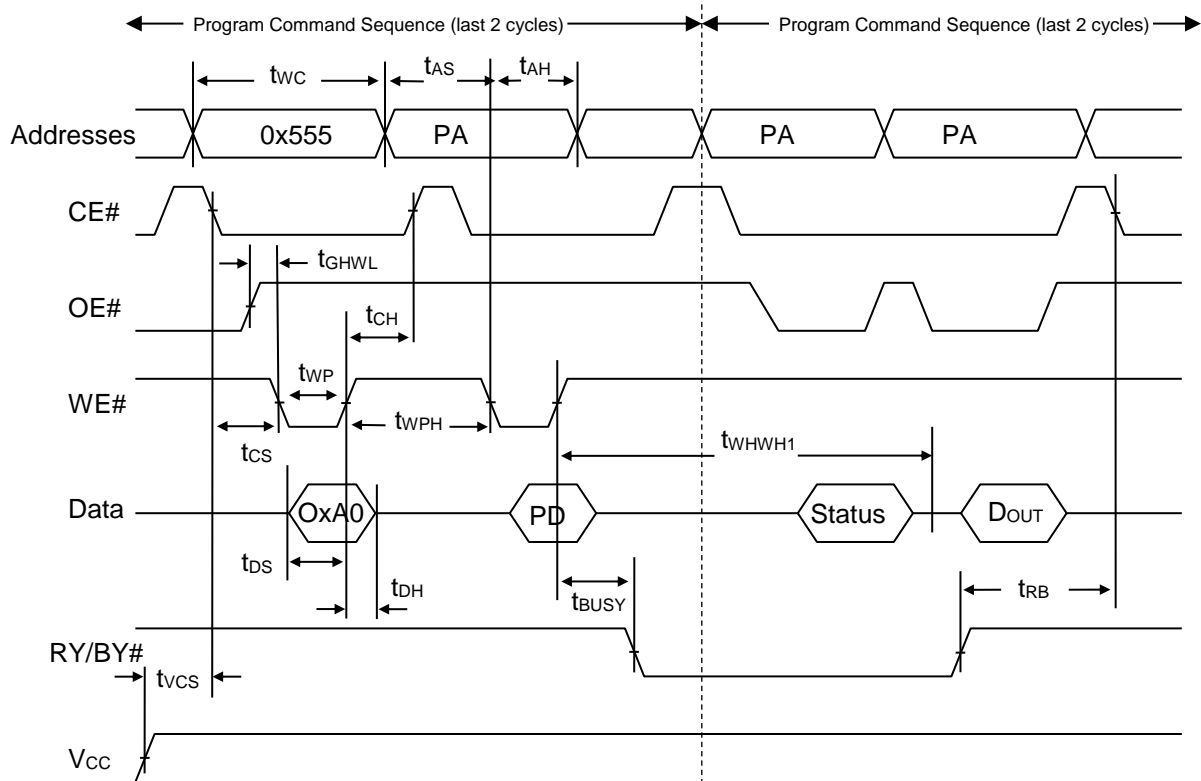 Program Command Sequence (last 2 cycles) Program Command Sequence (last 2 cycles)
tWC tAS tAH
Addresses 0x555 PA PA PA
CE#
tGHWL
OE#
tCH
tWP
WE#
tWPH
tCS tWHWH1
Data OxA0 PD Status DOUT
tDS tDH tBUSY tRB
RY/BY#
tVCS
VCC